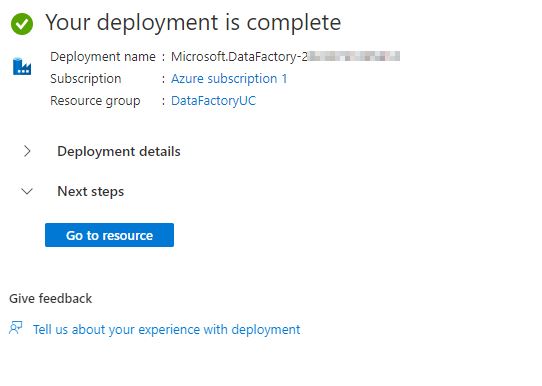 Your deployment is complete
Deployment name : Microsoft.DataFactory-2
Subscription : Azure subscription 1
Resource group : DataFactoryUC
Deployment details
Next steps
Go to resource
Give feedback
Tell us about your experience with deployment